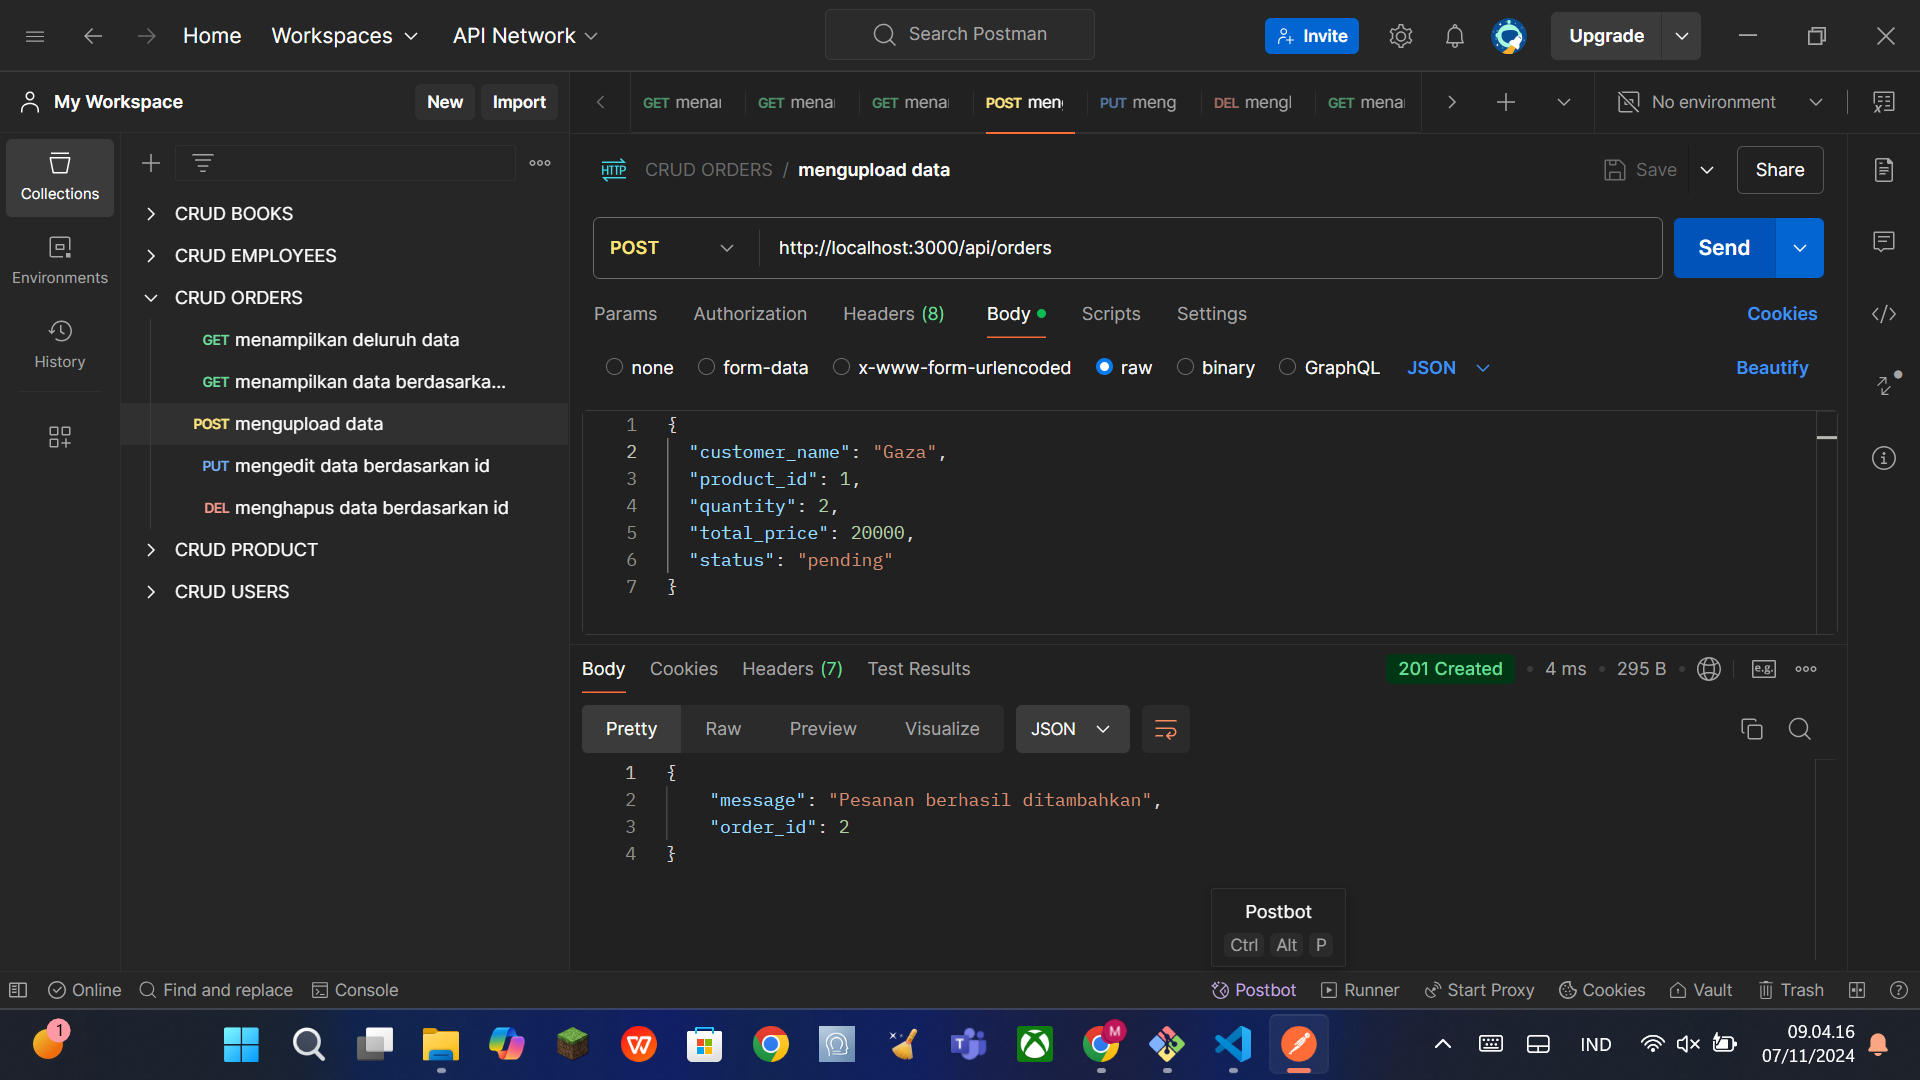 Home Workspaces API Network Search Postman Invite Upgrade
My Workspace New Import
GET menai GET menai GET menai POST meng PUT meng DEL mengl GET menai No environment
Collections
Environments
History
CRUD BOOKS
CRUD EMPLOYEES
CRUD ORDERS
GET menampilkan deluruh data
GET menampilkan data berdasarka...
POST mengupload data
PUT mengedit data berdasarkan id
DEL menghapus data berdasarkan id
CRUD PRODUCT
CRUD USERS
HTTP CRUD ORDERS / mengupload data Save Share
POST http://localhost:3000/api/orders Send
Params Authorization Headers (8) Body Scripts Settings Cookies
none form-data x-www-form-urlencoded raw binary GraphQL JSON Beautify
1 {
2 "customer_name": "Gaza",
3 "product_id": 1,
4 "quantity": 2,
5 "total_price": 20000,
6 "status": "pending"
7 }
Body Cookies Headers (7) Test Results 201 Created 4 ms 295 B e.g.
Pretty Raw Preview Visualize JSON
1 {
2 "message": "Pesanan berhasil ditambahkan",
3 "order_id": 2
4 }
Postbot
Ctrl Alt P
Online Find and replace Console Postbot Runner Start Proxy Cookies Vault Trash
1 W M T IND 09.04.16
07/11/2024